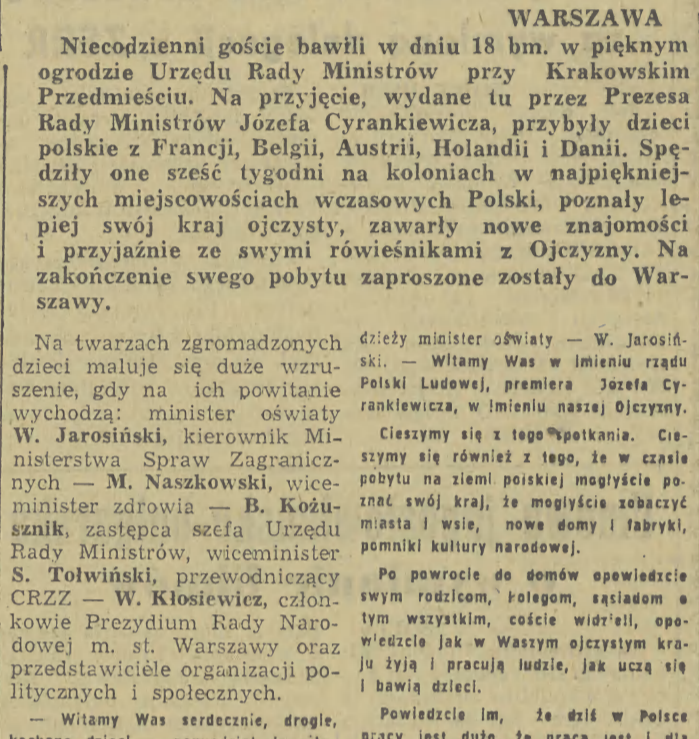 WARSZAWA
Niecodzienni goście bawili w dniu 18 bm. w pięknym
ogrodzie Urzędu Rady Ministrów przy Krakowskim
Przedmieściu. Na przyjęcie, wydane tu przez Prezesa
Rady Ministrów Józefa Cyrankiewicza, przybyły dzieci
polskie z Francji, Belgii, Austrii, Holandii i Danii. Spę-
dziły one sześć tygodni na koloniach w najpiękniej-
szych miejscowościach wczasowych Polski, poznały le-
piej swój kraj ojczysty, zawarły nowe znajomości
i przyjaźnie ze swymi rówieśnikami z Ojczyzny. Na
zakończenie swego pobytu zaproszone zostały do War-
szawy.
Na twarzach zgromadzonych
dzieci maluje się duże wzru-
szenie, gdy na ich powitanie
wychodzą: minister oświaty
W. Jarosiński, kierownik Mi-
nisterstwa Spraw Zagranicz-
nych — M. Naszkowski, wice-
minister zdrowia — B. Kożu-
sznik, zastępca szefa Urzędu
Rady Ministrów, wiceminister
S. Tołwiński, przewodniczący
CRZZ — W. Kłosiewicz, człon-
kowie Prezydium Rady Naro-
dowej m. st. Warszawy oraz
przedstawiciele organizacji po-
litycznych i społecznych.
— Witamy Was serdecznie, drogie,
dzieży minister oświaty — W. Jarosiń-
ski. — Witamy Was w imieniu rządu
Polski Ludowej, premiera Józefa Cy-
rankiewicza, w imieniu naszej Ojczyzny.
Cieszymy się z tego spotkania. Cie-
szymy się również z tego, że w czasie
pobytu na ziemi polskiej mogłyście po-
znać swój kraj, że mogłyście zobaczyć
miasta i wsie, nowe domy i fabryki,
pomniki kultury narodowej.
Po powrocie do domów opowiedzcie
swym rodzicom, kolegom, sąsiadom o
tym wszystkim, coście widzieli, opo-
wiedzcie jak w Waszym ojczystym kra-
ju żyją i pracują ludzie, jak uczą się
i bawią dzieci.
Powiedzcie im, że dziś w Polsce
pracy jest dużo, że praca jest i dla